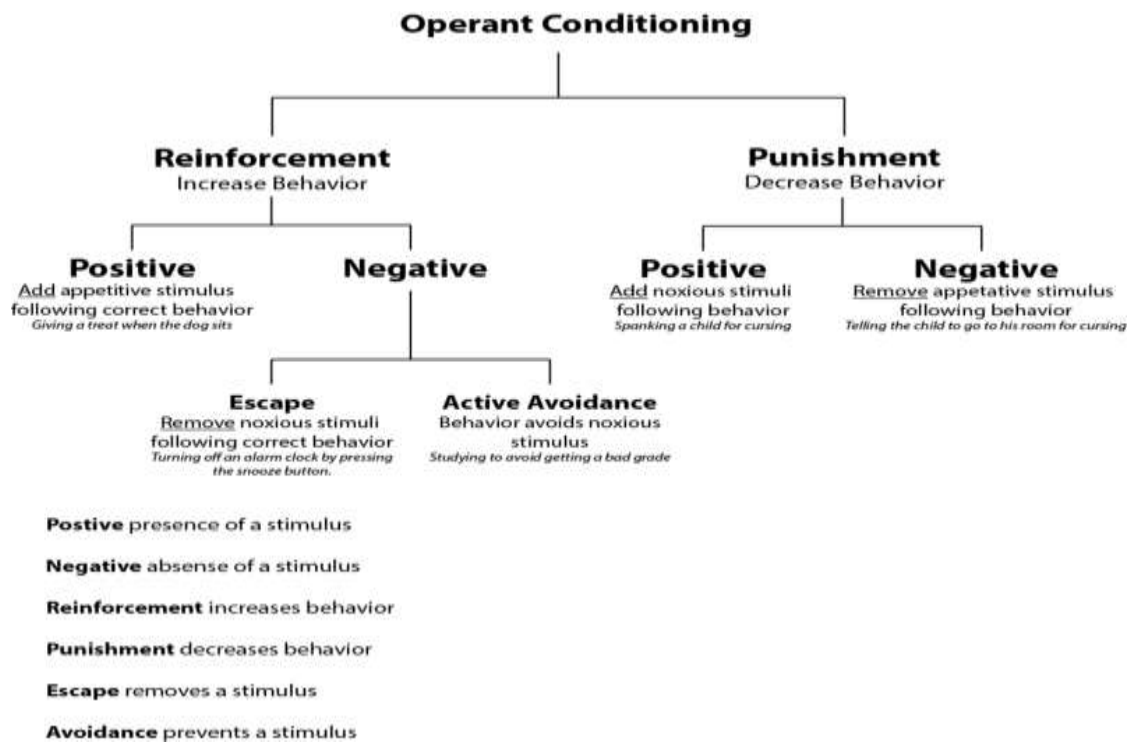 Operant Conditioning
Reinforcement
Increase Behavior
Punishment
Decrease Behavior
Positive
Add appetitive stimulus
following correct behavior
Giving a treat when the dog sits
Negative
Positive
Add noxious stimuli
following behavior
Spanking a child for cursing
Negative
Remove appetative stimulus
following behavior
Telling the child to go to his room for cursing
Escape
Remove noxious stimuli
following correct behavior
Turning off an alarm clock by pressing
the snooze button.
Active Avoidance
Behavior avoids noxious
stimulus
Studying to avoid getting a bad grade
Postive presence of a stimulus
Negative absense of a stimulus
Reinforcement increases behavior
Punishment decreases behavior
Escape removes a stimulus
Avoidance prevents a stimulus